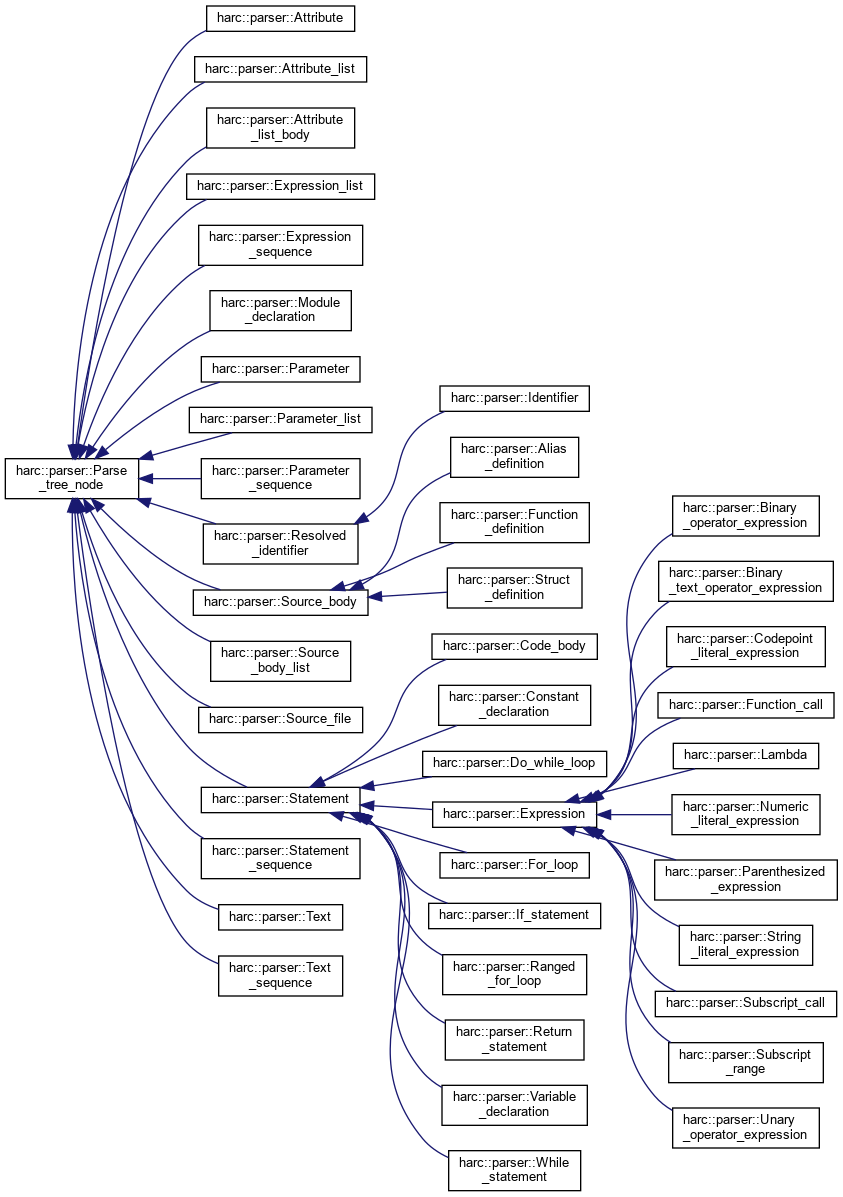 harc::parser::Attribute
harc::parser::Attribute_list
harc::parser::Attribute
_list_body
harc::parser::Expression_list
harc::parser::Expression
_sequence
harc::parser::Module
_declaration
harc::parser::Parameter
harc::parser::Parameter_list
harc::parser::Parse
_tree_node
harc::parser::Parameter
_sequence
harc::parser::Resolved
_identifier
harc::parser::Source_body
harc::parser::Source
_body_list
harc::parser::Source_file
harc::parser::Statement
harc::parser::Statement
_sequence
harc::parser::Text
harc::parser::Text
_sequence
harc::parser::Identifier
harc::parser::Alias
_definition
harc::parser::Function
_definition
harc::parser::Struct
_definition
harc::parser::Code_body
harc::parser::Constant
_declaration
harc::parser::Do_while_loop
harc::parser::Expression
harc::parser::For_loop
harc::parser::If_statement
harc::parser::Ranged
_for_loop
harc::parser::Return
_statement
harc::parser::Variable
_declaration
harc::parser::While
_statement
harc::parser::Binary
_operator_expression
harc::parser::Binary
_text_operator_expression
harc::parser::Codepoint
_literal_expression
harc::parser::Function_call
harc::parser::Lambda
harc::parser::Numeric
_literal_expression
harc::parser::Parenthesized
_expression
harc::parser::String
_literal_expression
harc::parser::Subscript_call
harc::parser::Subscript
_range
harc::parser::Unary
_operator_expression